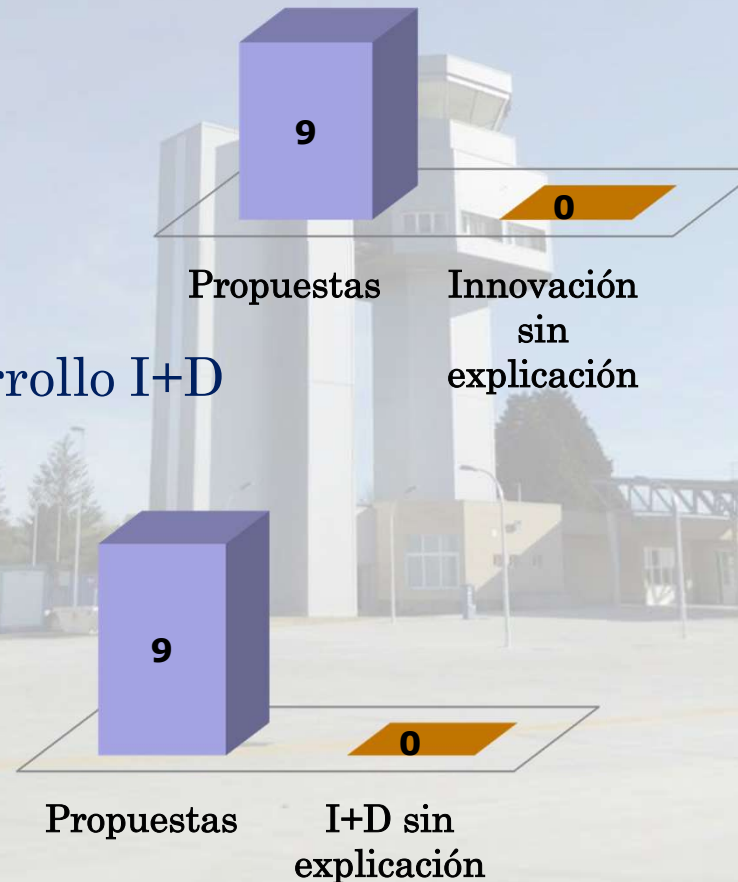 9
0
Propuestas
Innovación
sin
explicación
rrollo I+D
9
0
Propuestas
I+D sin
explicación